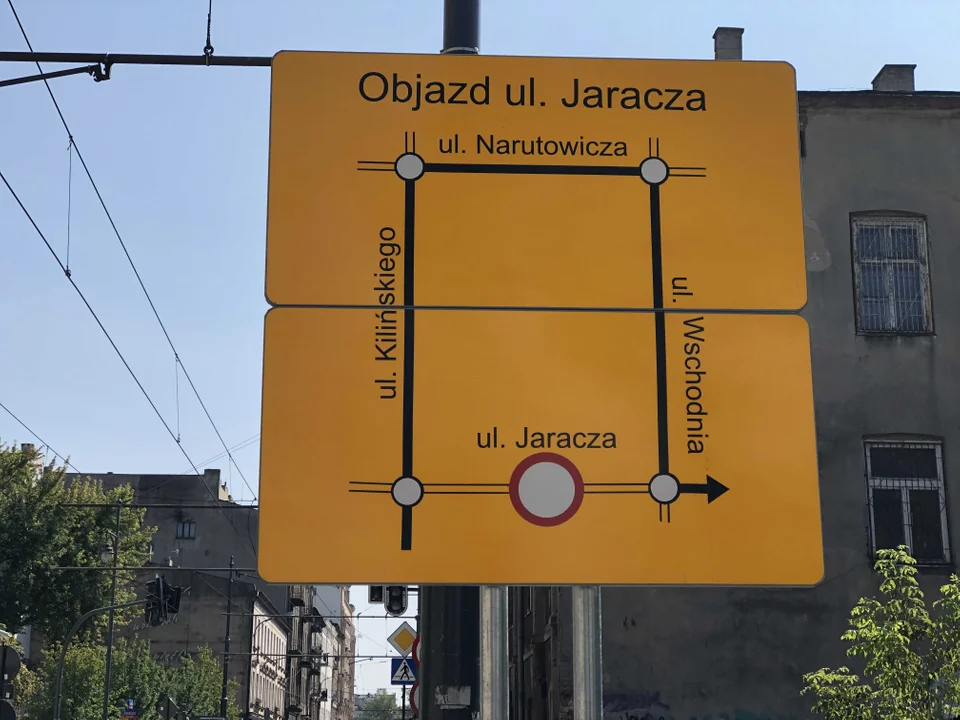 Objazd ul. Jaracza
ul. Narutowicza
ul. Kilińskiego
ul. Wschodnia
ul. Jaracza